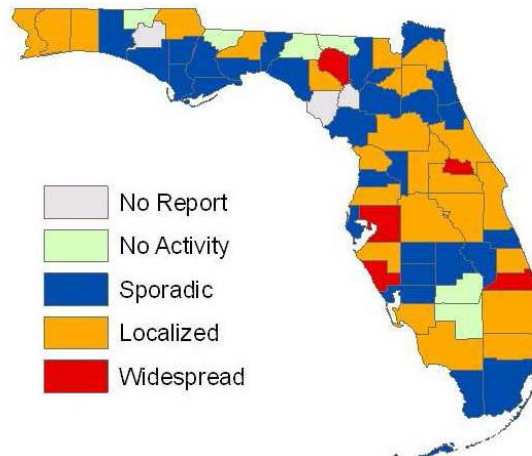 No Report
No Activity
Sporadic
Localized
Widespread